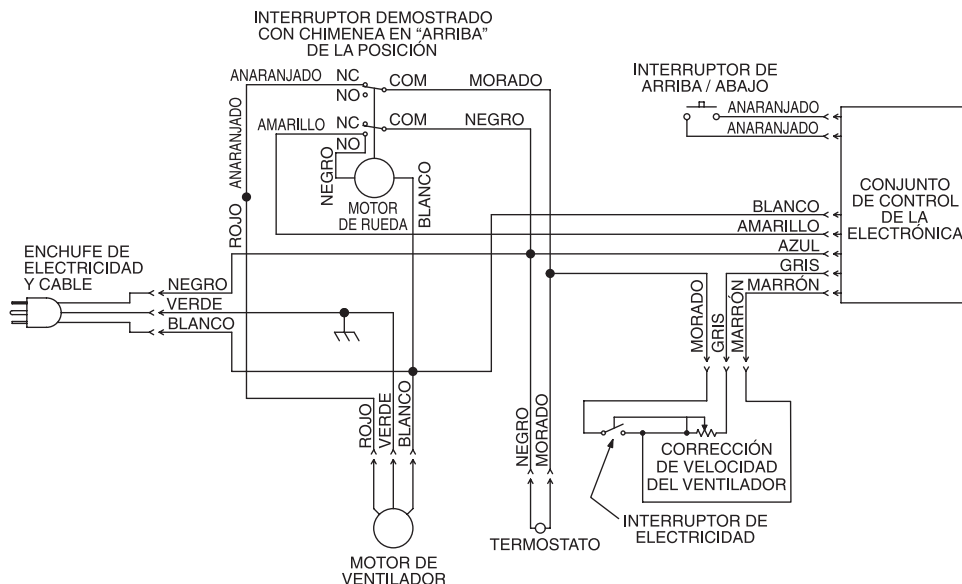 INTERRUPTOR DEMOSTRADO
CON CHIMENEA EN “ARRIBA”
DE LA POSICIÓN
ANARANJADO
NC
COM
MORADO
NO
AMARILLO
NC
COM
NEGRO
NO
NEGRO
MOTOR
DE RUEDA
BLANCO
ANARANJADO
ROJO
INTERRUPTOR DE
ARRIBA / ABAJO
ANARANJADO
ANARANJADO
CONJUNTO
DE CONTROL
DE LA
ELECTRÓNICA
BLANCO
AMARILLO
AZUL
GRIS
MARRÓN
ENCHUFE DE
ELECTRICIDAD
Y CABLE
NEGRO
VERDE
BLANCO
MORADO
GRIS
MARRÓN
ROJO
VERDE
BLANCO
NEGRO
MORADO
CORRECCIÓN
DE VELOCIDAD
DEL VENTILADOR
INTERRUPTOR DE
ELECTRICIDAD
TERMOSTATO
MOTOR DE
VENTILADOR